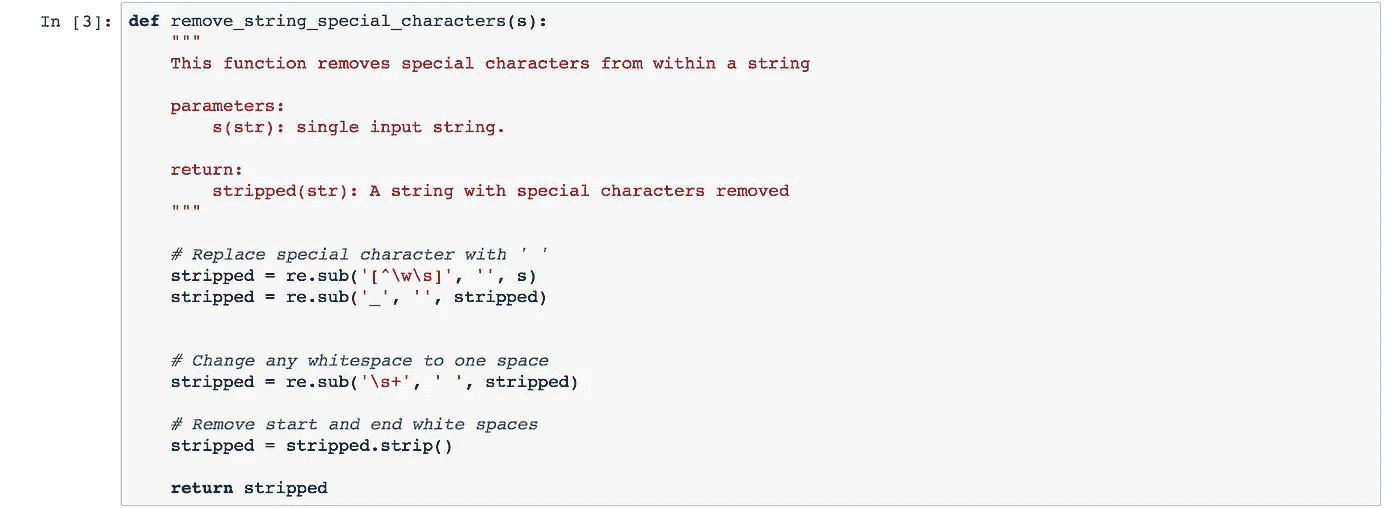 In [3]: def remove_string_special_characters(s):
"""
This function removes special characters from within a string
parameters:
s(str): single input string.
return:
stripped(str): A string with special characters removed
"""
# Replace special character with ' '
stripped = re.sub('[^\w\s]', '', s)
stripped = re.sub('_', '', stripped)
# Change any whitespace to one space
stripped = re.sub('\s+', ' ', stripped)
# Remove start and end white spaces
stripped = stripped.strip()
return stripped